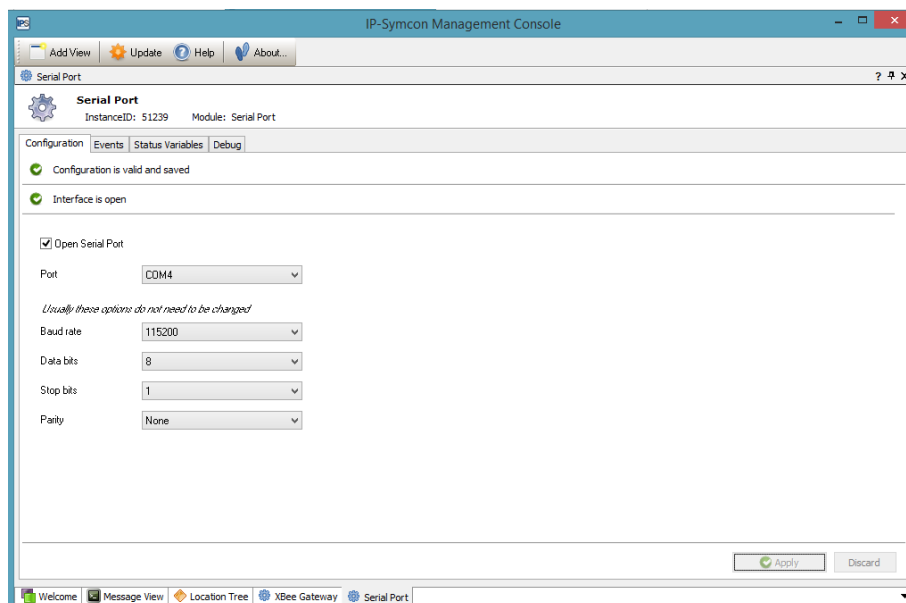 IPS IP-Symcon Management Console
Add View Update Help About...
Serial Port ?
Serial Port
InstanceID: 51239 Module: Serial Port
Configuration Events Status Variables Debug
Configuration is valid and saved
Interface is open
Open Serial Port
Port COM4
Usually these options do not need to be changed
Baud rate 115200
Data bits 8
Stop bits 1
Parity None
Apply Discard
Welcome Message View Location Tree XBee Gateway Serial Port